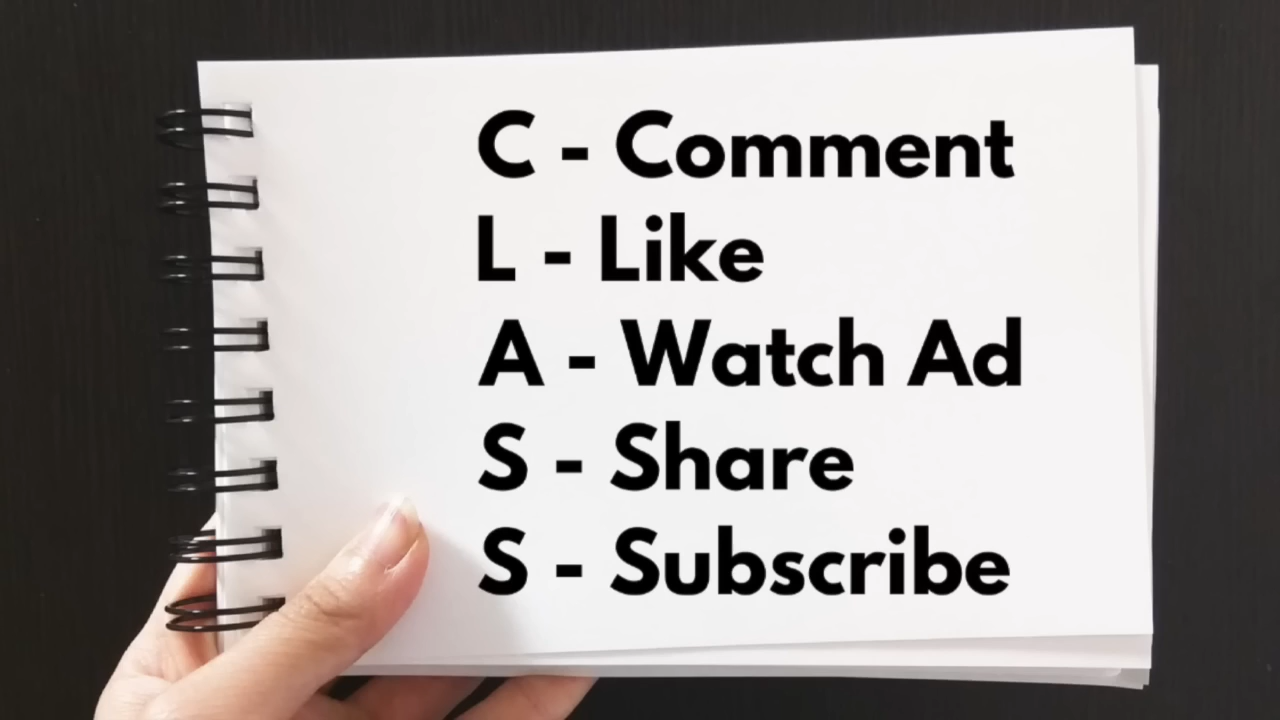 C - Comment
L - Like
A - Watch Ad
S - Share
S - Subscribe